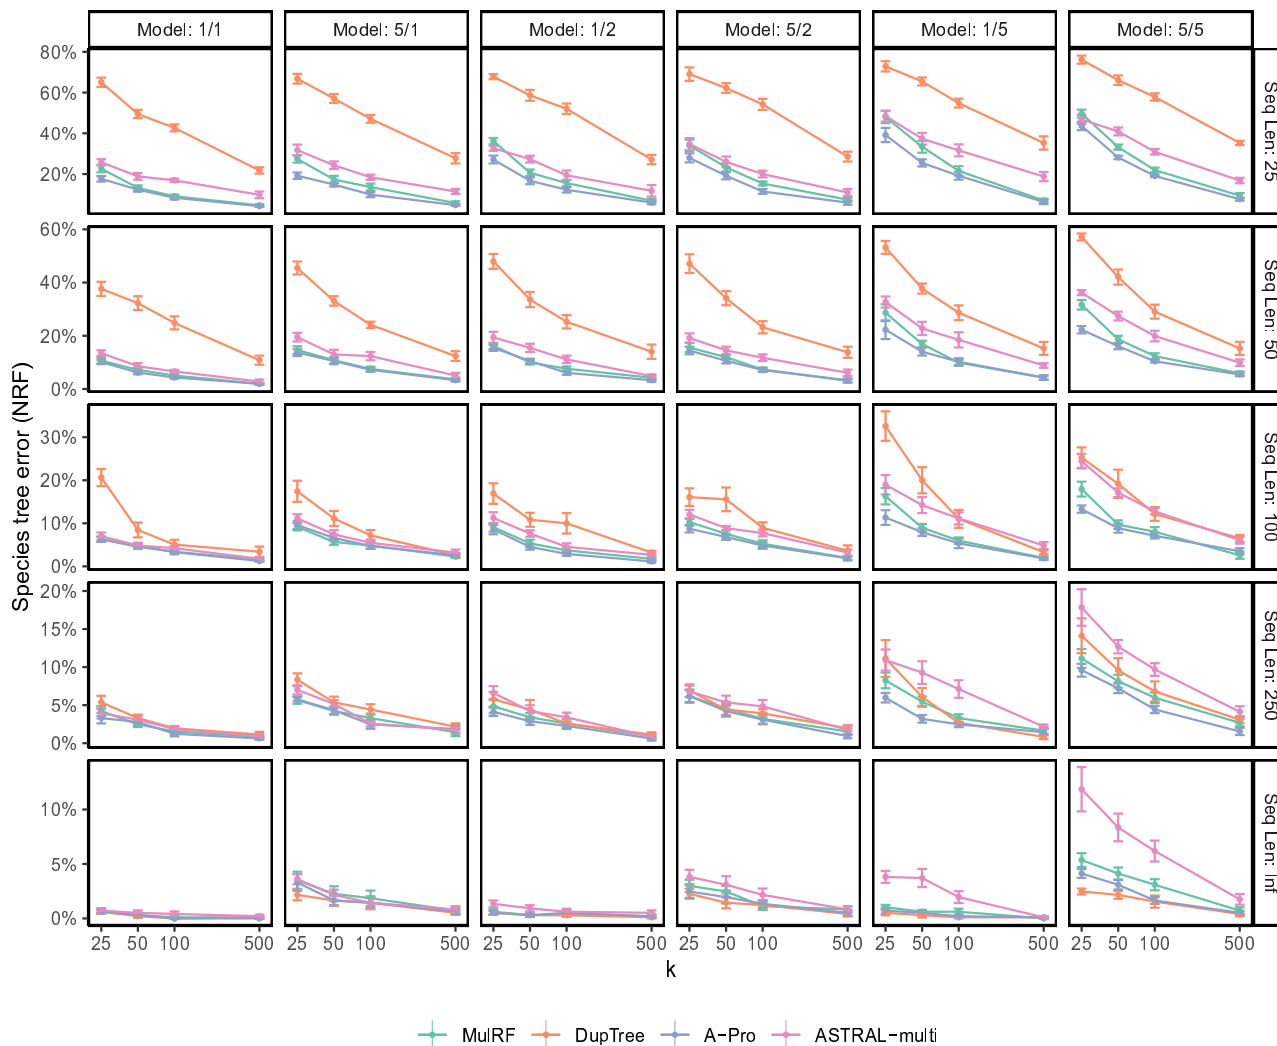 Model: 1/1 Model: 5/1 Model: 1/2 Model: 5/2 Model: 1/5 Model: 5/5
80%
60%
40%
20%
Seq Len: 25
60%
40%
20%
0%
Seq Len: 50
30%
20%
10%
0%
Seq Len: 100
20%
15%
10%
5%
0%
Seq Len: 250
10%
5%
0%
Seq Len: Inf
Species tree error (NRF)
25 50 100 500 25 50 100 500 25 50 100 500 25 50 100 500 25 50 100 500 25 50 100 500
k
MulRF DupTree A−Pro ASTRAL−multi